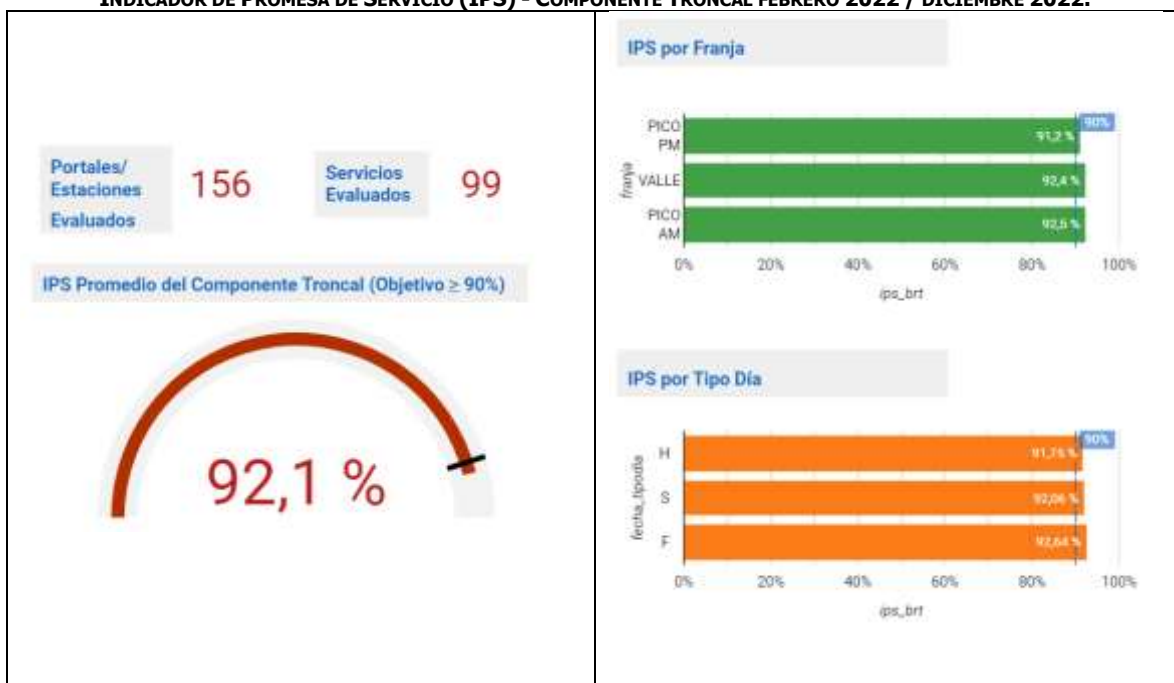 INDICADOR DE PROMESA DE SERVICIO (IPS) - COMPONENTE TRONCAL FEBRERO 2022 / DICIEMBRE 2022.
Portales/
Estaciones
Evaluados
156
Servicios
Evaluados
99
IPS Promedio del Componente Troncal (Objetivo ≥ 90%)
92,1 %
IPS por Franja
franja
PICO
PM
91,2 %
90%
VALLE
92,4 %
PICO
AM
92,5 %
0% 20% 40% 60% 80% 100%
ips_brt
IPS por Tipo Día
fecha_tipodia
H
91,75 %
90%
S
92,06 %
F
92,64 %
0% 20% 40% 60% 80% 100%
ips_brt